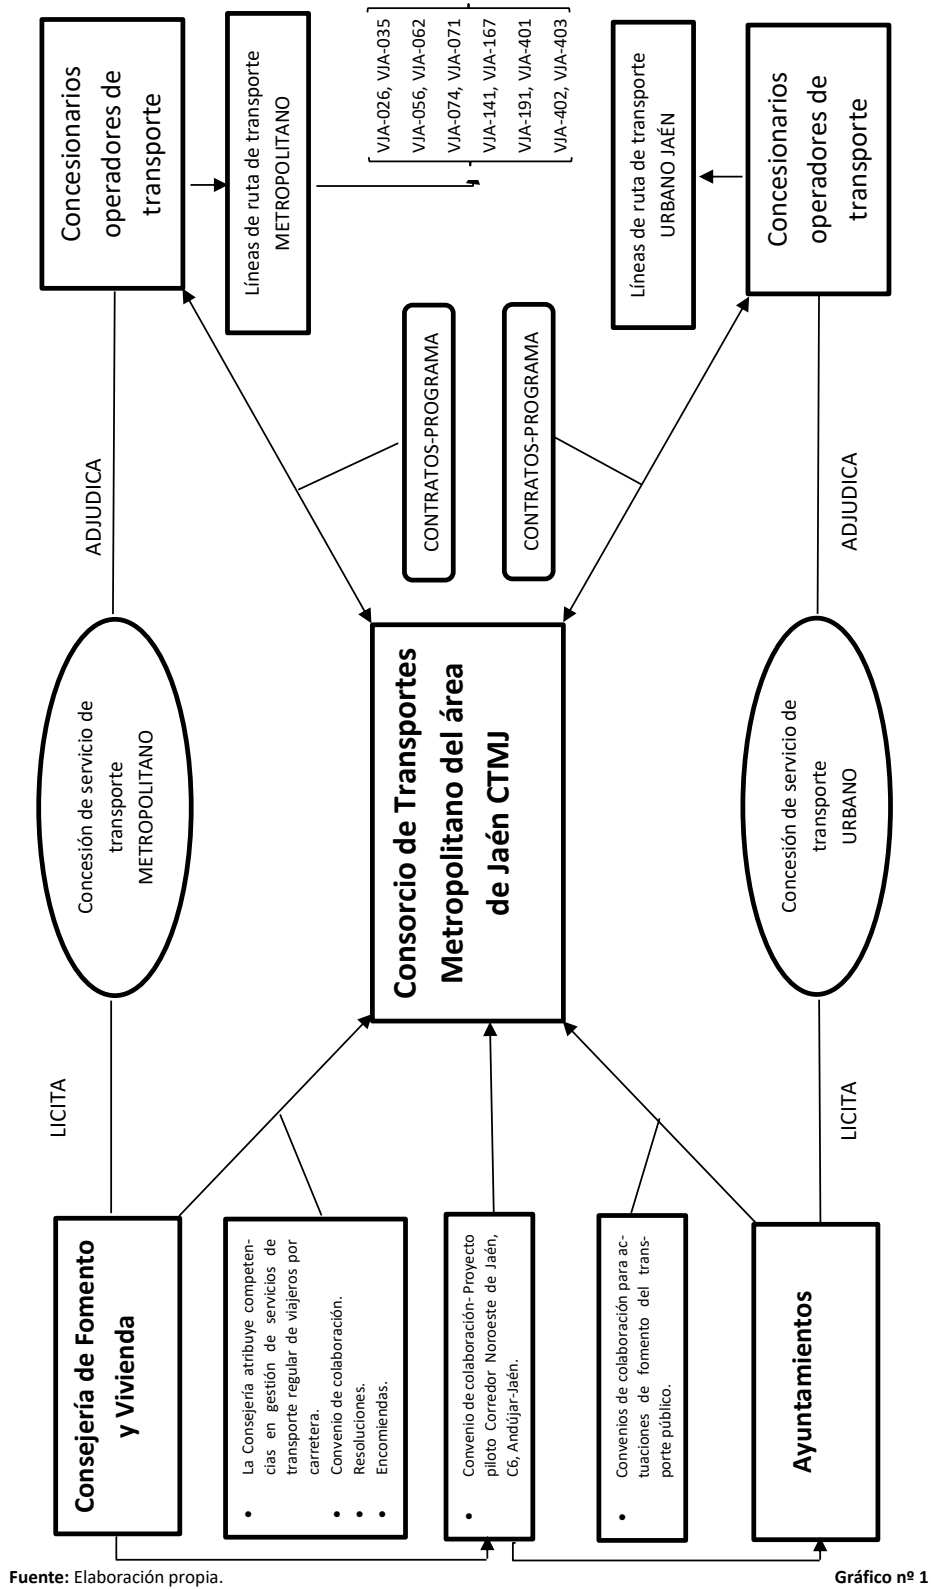 Consejería de Fomento
y Vivienda
LICITA
Concesión de servicio de
transporte
METROPOLITANO
ADJUDICA
Concesionarios
operadores de
transporte
Líneas de ruta de transporte
METROPOLITANO
VJA-026, VJA-035
VJA-056, VJA-062
VJA-074, VJA-071
VJA-141, VJA-167
VJA-191, VJA-401
VJA-402, VJA-403
• La Consejería atribuye competen-
cias en gestión de servicios de
transporte regular de viajeros por
carretera.
• Convenio de colaboración.
• Resoluciones.
• Encomiendas.
• Convenio de colaboración- Proyecto
piloto Corredor Noroeste de Jaén,
C6, Andújar-Jaén.
Consorcio de Transportes
Metropolitano del área
de Jaén CTMJ
CONTRATOS-PROGRAMA
CONTRATOS-PROGRAMA
• Convenios de colaboración para ac-
tuaciones de fomento del trans-
porte público.
Líneas de ruta de transporte
URBANO JAÉN
Ayuntamientos
LICITA
Concesión de servicio de
transporte
URBANO
ADJUDICA
Concesionarios
operadores de
transporte
Fuente: Elaboración propia.
Gráfico nº 1